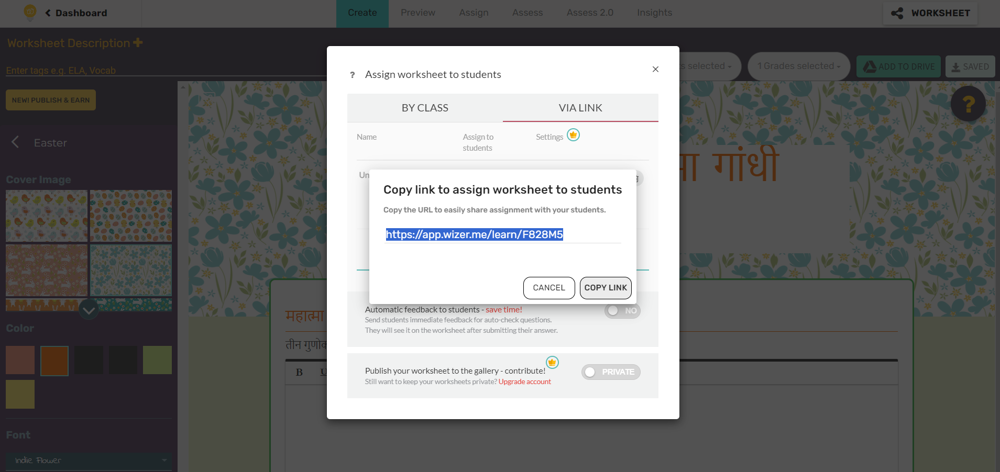 Dashboard
Create
Preview
Assign
Assess
Assess 2.0
Insights
WORKSHEET
Worksheet Description
Enter tags e.g. ELA, Vocab
s selected
1 Grades selected
ADD TO DRIVE
SAVED
NEW! PUBLISH & EARN
?
Easter
Cover Image
Color
Font
Indie Flower
गांधी
महात्मा
तीन गुणोक
B U
? Assign worksheet to students
BY CLASS
VIA LINK
Name
Assign to
students
Settings
Un
Copy link to assign worksheet to students
Copy the URL to easily share assignment with your students.
https://app.wizer.me/learn/F828M5
CANCEL
COPY LINK
Automatic feedback to students - save time!
NO
Send students immediate feedback for auto-check questions.
They will see it on the worksheet after submitting their answer.
Publish your worksheet to the gallery - contribute!
PRIVATE
Still want to keep your worksheets private? Upgrade account